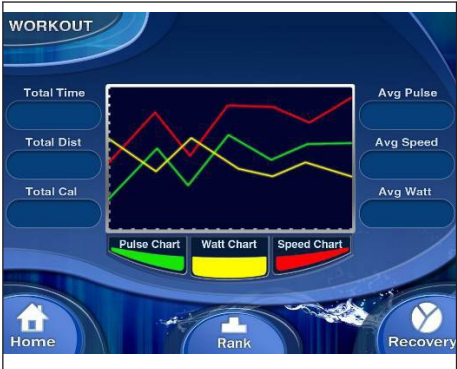 WORKOUT
Total Time
Avg Pulse
Total Dist
Avg Speed
Total Cal
Avg Watt
Pulse Chart
Watt Chart
Speed Chart
Home
Rank
Recovery